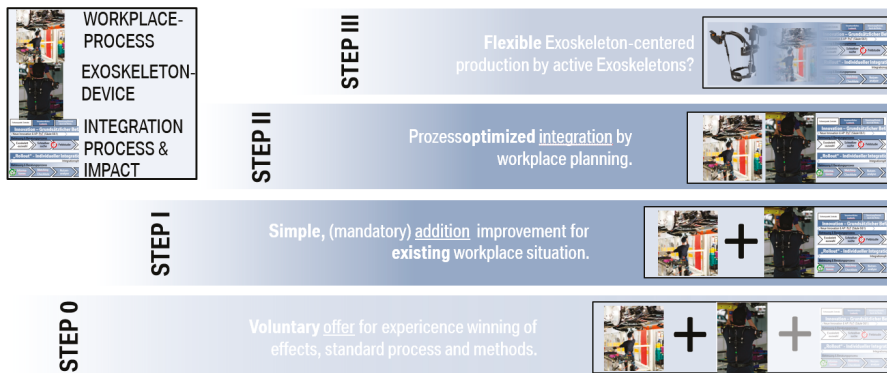 WORKPLACE-
PROCESS
EXOSKELETON-
DEVICE
INTEGRATION
PROCESS &
IMPACT
STEP III
Flexible Exoskeleton-centered
production by active Exoskeletons?
STEP II
Prozessoptimized integration by
workplace planning.
STEP I
Simple, (mandatory) addition improvement for
existing workplace situation.
STEP 0
Voluntary offer for expericence winning of
effects, standard process and methods.